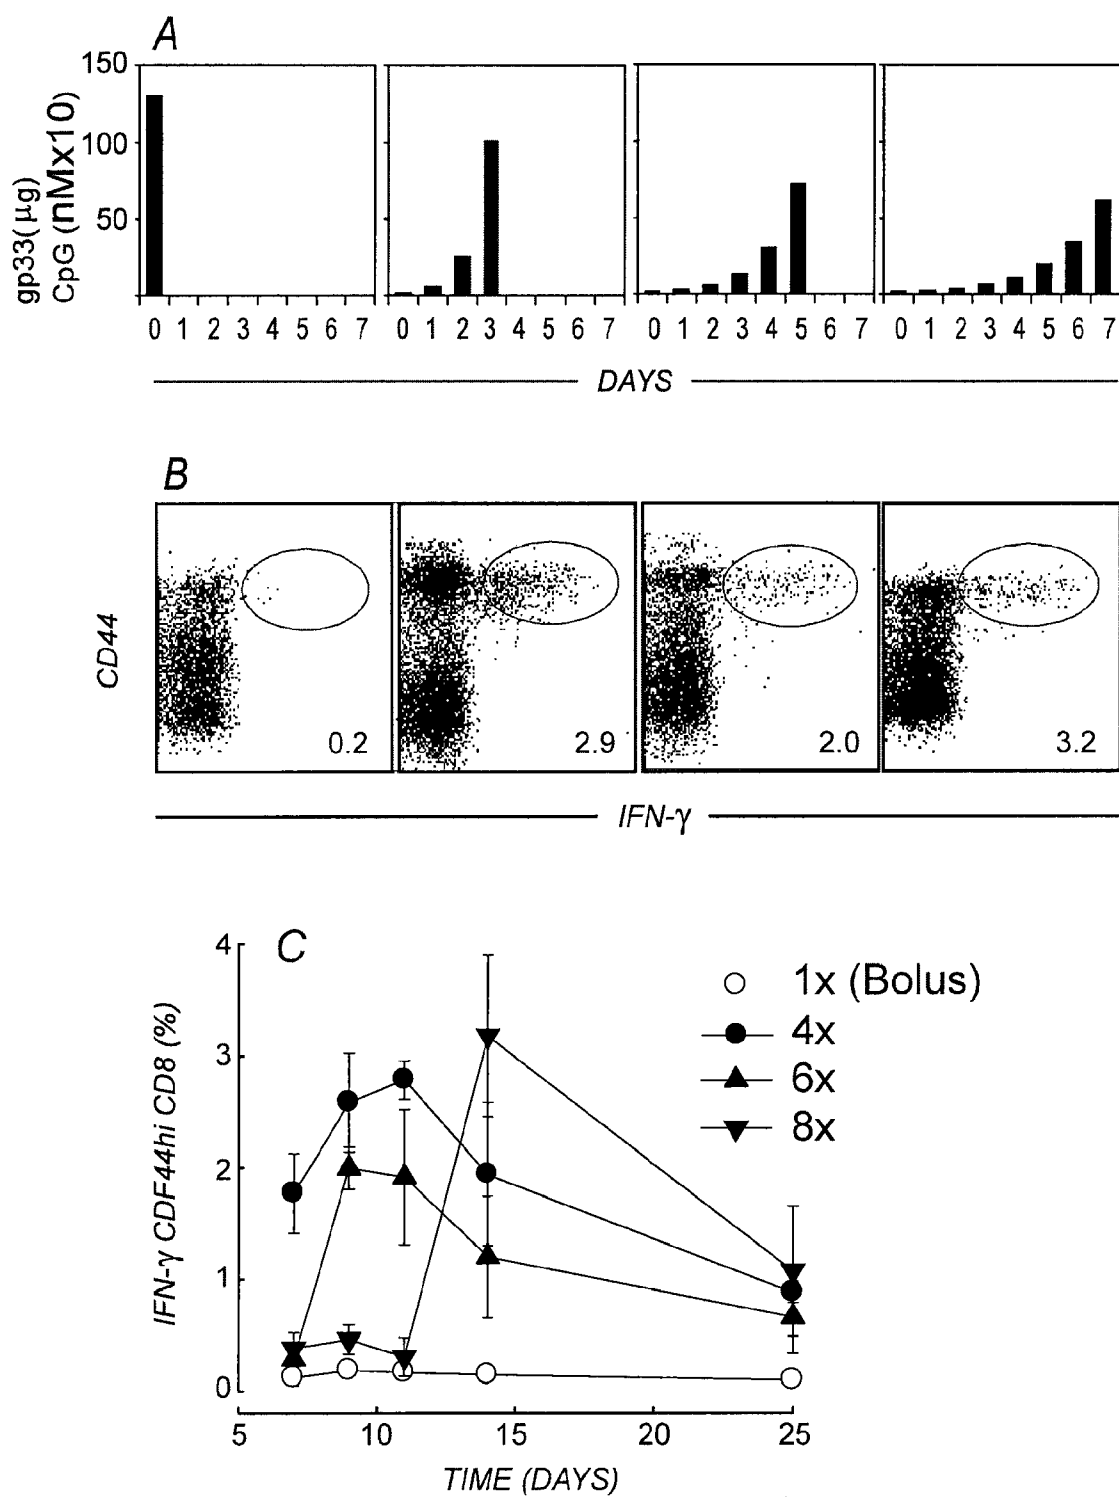 A
150
100
50
gp33(μg)
CpG (nMx10)
0 1 2 3 4 5 6 7
0 1 2 3 4 5 6 7
0 1 2 3 4 5 6 7
0 1 2 3 4 5 6 7
DAYS
B
CD44
0.2
2.9
2.0
3.2
IFN-γ
C
4
3
2
1
0
IFN-γ CDF44hi CD8 (%)
1x (Bolus)
4x
6x
8x
5 10 15 20 25
TIME (DAYS)